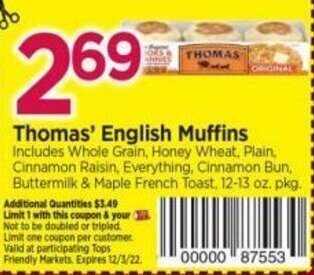 2.69
THOMAS'
ORIGINAL
Thomas' English Muffins
Includes Whole Grain, Honey Wheat, Plain,
Cinnamon Raisin, Everything, Cinnamon Bun,
Buttermilk & Maple French Toast, 12-13 oz. pkg.
Additional Quantities $3.49
Limit 1 with this coupon & your
Not to be doubled or tripled.
Limit one coupon per customer.
Valid at participating Tops
Friendly Markets. Expires 12/3/22.
00000 87553